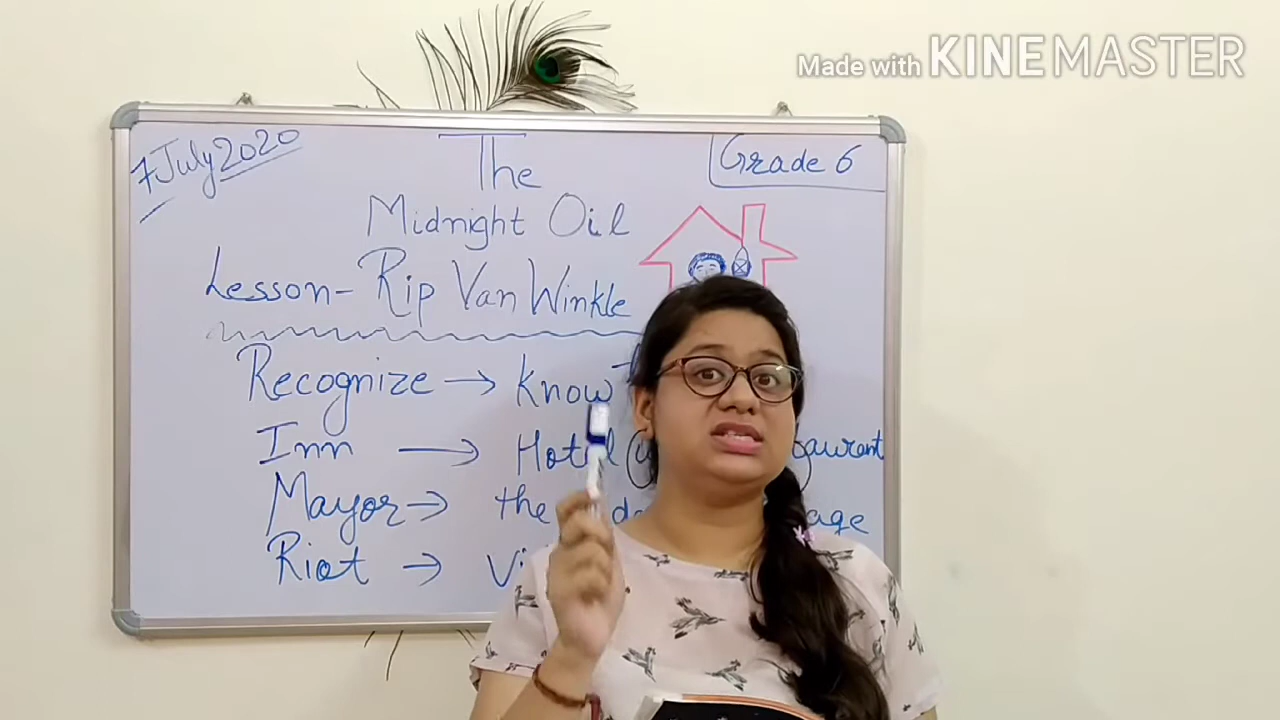 Made with KINEMASTER
7 July 2020
The
Grade 6
Midnight Oil
Lesson - Rip Van Winkle
Recognize → Know
Inn → Hotel
Mayor → the
Riot →